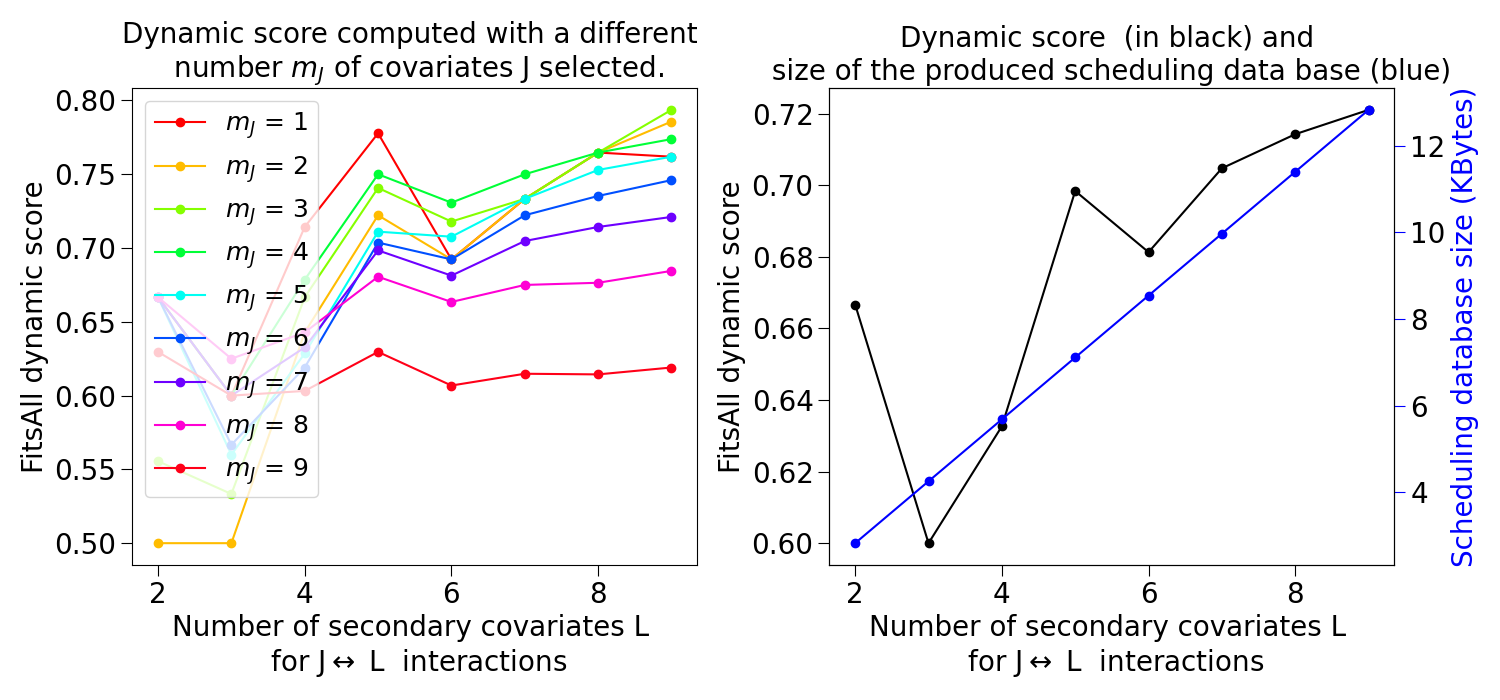 Dynamic score computed with a different
number m_J of covariates J selected.
0.80
0.75
0.70
0.65
0.60
0.55
0.50
FitsAll dynamic score
m_J = 1
m_J = 2
m_J = 3
m_J = 4
m_J = 5
m_J = 6
m_J = 7
m_J = 8
m_J = 9
2 4 6 8
Number of secondary covariates L
for J ↔ L interactions
Dynamic score (in black) and
size of the produced scheduling data base (blue)
0.72
0.70
0.68
0.66
0.64
0.62
0.60
FitsAll dynamic score
12
10
8
6
4
Scheduling database size (KBytes)
2 4 6 8
Number of secondary covariates L
for J ↔ L interactions